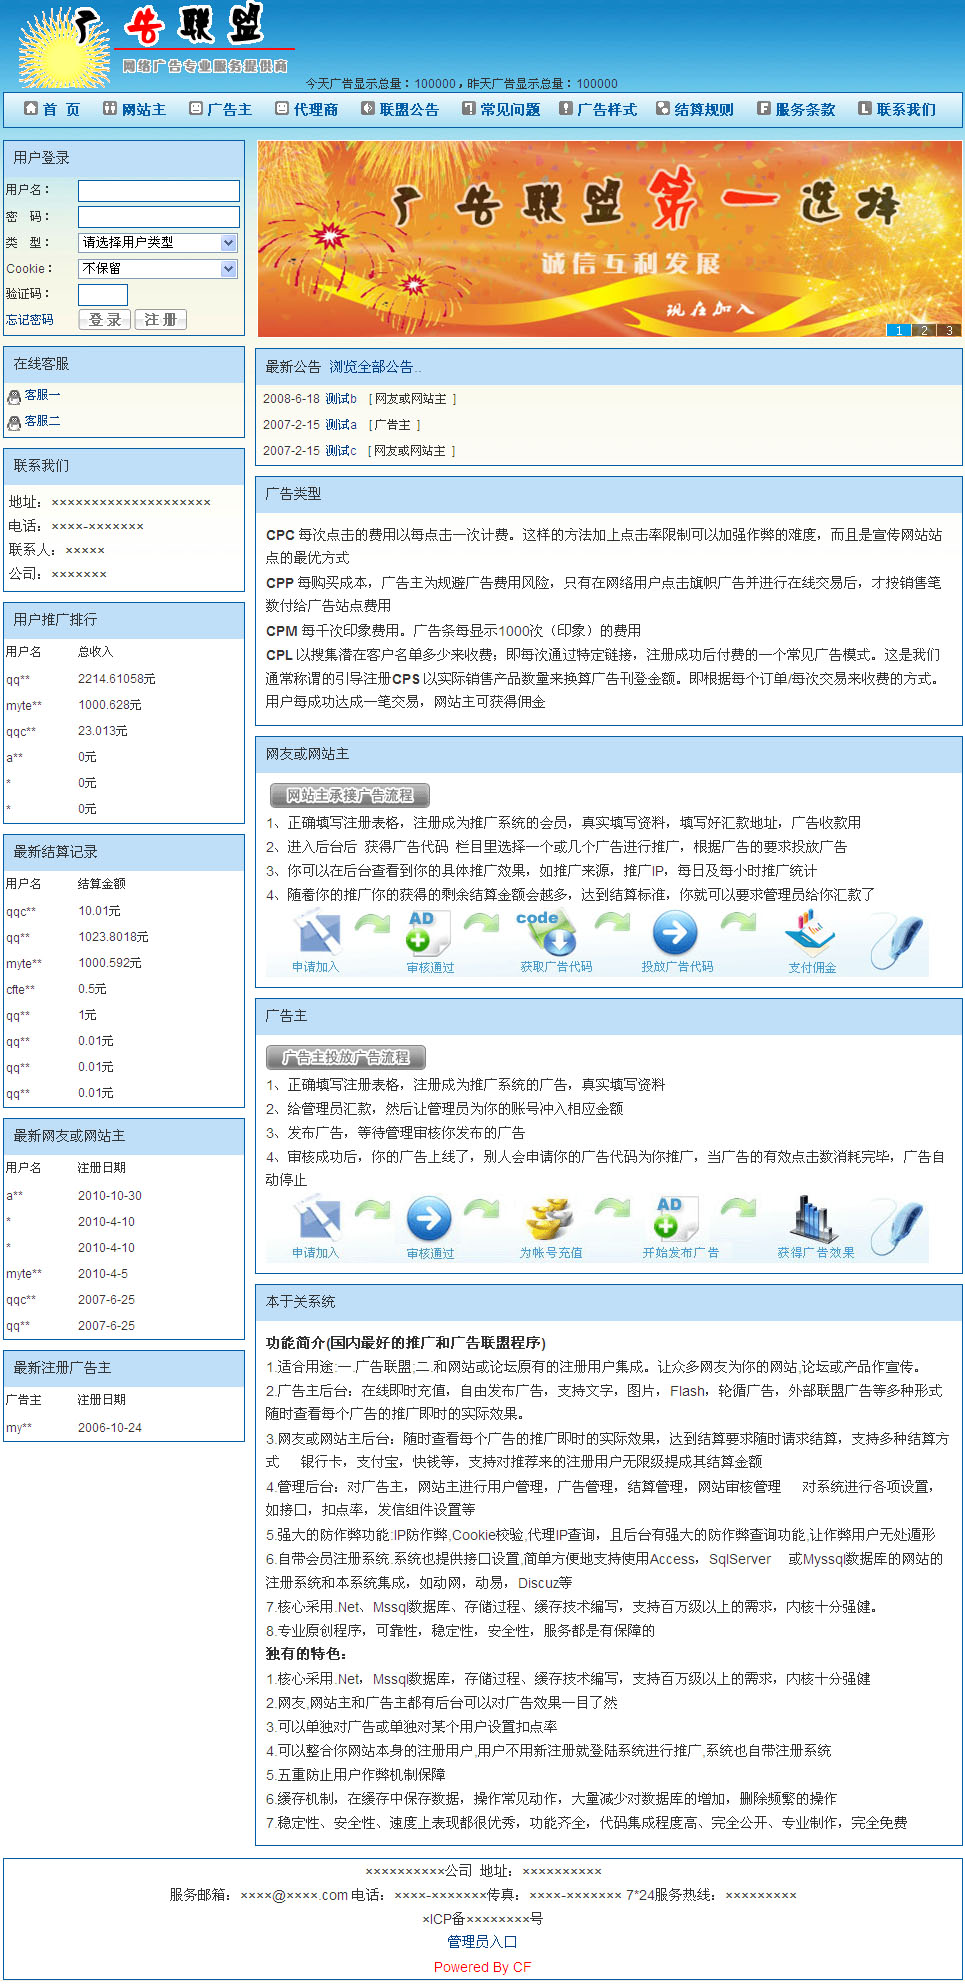 广告联盟
网络广告专业服务提供商
今天广告显示总量：100000，昨天广告显示总量：100000
首 页 网站主 广告主 代理商 联盟公告 常见问题 广告样式 结算规则 服务条款 联系我们
用户登录
用户名：
密 码：
类 型： 请选择用户类型
Cookie： 不保留
验证码：
忘记密码 登 录 注 册
广告联盟第一选择
诚信互利发展
现在加入
1 2 3
在线客服
客服一
客服二
联系我们
地址：××××××××××××××××××××
电话：××××-×××××××
联系人：×××××
公司：×××××××
用户推广排行
用户名 总收入
qq** 2214.61058元
myte** 1000.628元
qqc** 23.013元
a** 0元
* 0元
* 0元
最新结算记录
用户名 结算金额
qqc** 10.01元
qq** 1023.8018元
myte** 1000.592元
cfte** 0.5元
qq** 1元
qq** 0.01元
qq** 0.01元
qq** 0.01元
最新网友或网站主
用户名 注册日期
a** 2010-10-30
* 2010-4-10
* 2010-4-10
myte** 2010-4-5
qqc** 2007-6-25
qq** 2007-6-25
最新注册广告主
广告主 注册日期
my** 2006-10-24
最新公告 浏览全部公告..
2008-6-18 测试b [ 网友或网站主 ]
2007-2-15 测试a [ 广告主 ]
2007-2-15 测试c [ 网友或网站主 ]
广告类型
CPC 每次点击的费用以每点击一次计费。这样的方法加上点击率限制可以加强作弊的难度，而且是宣传网站站
点的最优方式
CPP 每购买成本，广告主为规避广告费用风险，只有在网络用户点击旗帜广告并进行在线交易后，才按销售笔
数付给广告站点费用
CPM 每千次印象费用。广告条每显示1000次（印象）的费用
CPL 以搜集潜在客户名单多少来收费；即每次通过特定链接，注册成功后付费的一个常见广告模式。这是我们
通常称谓的引导注册CPS 以实际销售产品数量来换算广告刊登金额。即根据每个订单/每次交易来收费的方式。
用户每成功达成一笔交易，网站主可获得佣金
网友或网站主
网站主承接广告流程
1、正确填写注册表格，注册成为推广系统的会员，真实填写资料，填写好汇款地址，广告收款用
2、进入后台后 获得广告代码 栏目里选择一个或几个广告进行推广，根据广告的要求投放广告
3、你可以在后台查看到你的具体推广效果，如推广来源，推广IP，每日及每小时推广统计
4、随着你的推广你的获得的剩余结算金额会越多，达到结算标准，你就可以要求管理员给你汇款了
AD code
申请加入 审核通过 获取广告代码 投放广告代码 支付佣金
广告主
广告主投放广告流程
1、正确填写注册表格，注册成为推广系统的广告，真实填写资料
2、给管理员汇款，然后让管理员为你的账号冲入相应金额
3、发布广告，等待管理审核你发布的广告
4、审核成功后，你的广告上线了，别人会申请你的广告代码为你推广，当广告的有效点击数消耗完毕，广告自
动停止
AD
申请加入 审核通过 为帐号充值 开始发布广告 获得广告效果
本于关系统
功能简介(国内最好的推广和广告联盟程序)
1.适合用途:一.广告联盟;二.和网站或论坛原有的注册用户集成。让众多网友为你的网站,论坛或产品作宣传。
2.广告主后台：在线即时充值，自由发布广告，支持文字，图片，Flash，轮循广告，外部联盟广告等多种形式
随时查看每个广告的推广即时的实际效果。
3.网友或网站主后台：随时查看每个广告的推广即时的实际效果，达到结算要求随时请求结算，支持多种结算方
式 银行卡，支付宝，快钱等，支持对推荐来的注册用户无限级提成其结算金额
4.管理后台：对广告主，网站主进行用户管理，广告管理，结算管理，网站审核管理 对系统进行各项设置，
如接口，扣点率，发信组件设置等
5.强大的防作弊功能:IP防作弊,Cookie校验,代理IP查询，且后台有强大的防作弊查询功能,让作弊用户无处遁形
6.自带会员注册系统.系统也提供接口设置,简单方便地支持使用Access，SqlServer 或Myssql数据库的网站的
注册系统和本系统集成，如动网，动易，Discuz等
7.核心采用.Net、Mssql数据库、存储过程、缓存技术编写，支持百万级以上的需求，内核十分强健。
8.专业原创程序，可靠性，稳定性，安全性，服务都是有保障的
独有的特色：
1.核心采用.Net，Mssql数据库，存储过程、缓存技术编写，支持百万级以上的需求，内核十分强健
2.网友,网站主和广告主都有后台可以对广告效果一目了然
3.可以单独对广告或单独对某个用户设置扣点率
4.可以整合你网站本身的注册用户,用户不用新注册就登陆系统进行推广,系统也自带注册系统
5.五重防止用户作弊机制保障
6.缓存机制，在缓存中保存数据，操作常见动作，大量减少对数据库的增加，删除频繁的操作
7.稳定性、安全性、速度上表现都很优秀，功能齐全，代码集成程度高、完全公开、专业制作，完全免费
××××××××××公司 地址：××××××××××
服务邮箱：××××@××××.com 电话：××××-×××××××传真：××××-××××××× 7*24服务热线：×××××××××
×ICP备××××××××号
管理员入口
Powered By CF